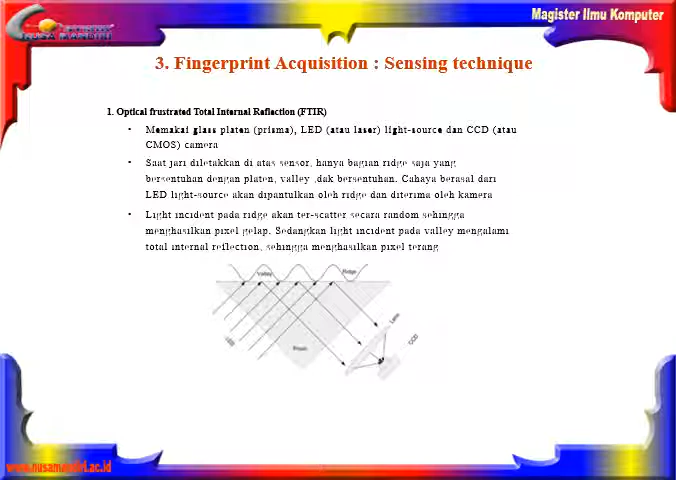 NUSA MANDIRI
Magister Ilmu Komputer
3. Fingerprint Acquisition : Sensing technique
1. Optical frustrated Total Internal Reflection (FTIR)
• Memakai glass platen (prisma), LED (atau laser) light-source dan CCD (atau
CMOS) camera
• Saat jari diletakkan di atas sensor, hanya bagian ridge saja yang
bersentuhan dengan platen, valley ,dak bersentuhan. Cahaya berasal dari
LED light-source akan dipantulkan oleh ridge dan diterima oleh kamera
• Light incident pada ridge akan ter-scatter secara random sehingga
menghasilkan pixel gelap. Sedangkan light incident pada valley mengalami
total internal reflection, sehingga menghasilkan pixel terang
Valley
Ridge
LED
Prism
Lens
CCD
www.nusamandiri.ac.id